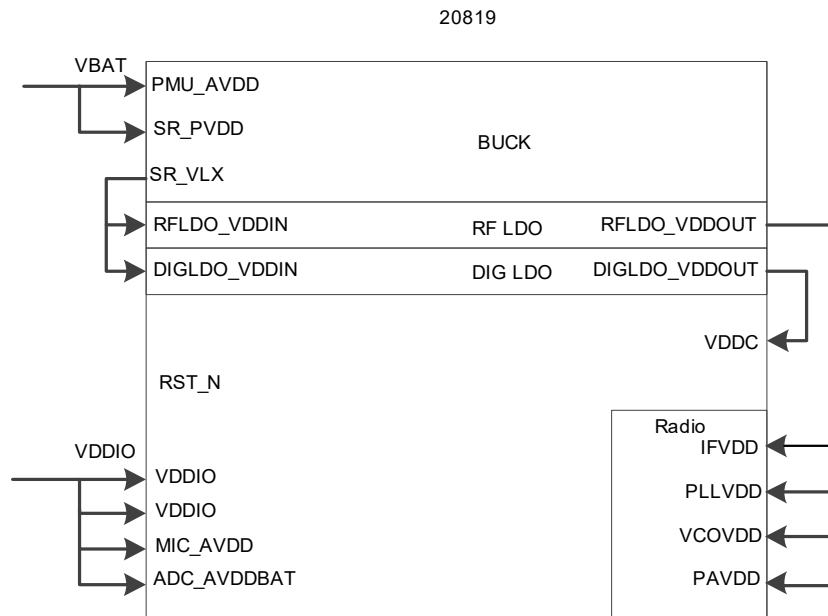 20819
VBAT
PMU_AVDD
SR_PVDD
BUCK
SR_VLX
RFLDO_VDDIN
RF LDO
RFLDO_VDDOUT
DIGLDO_VDDIN
DIG LDO
DIGLDO_VDDOUT
VDDC
RST_N
Radio
VDDIO
IFVDD
VDDIO
PLLVDD
VDDIO
VCOVDD
MIC_AVDD
PAVDD
ADC_AVDDBAT